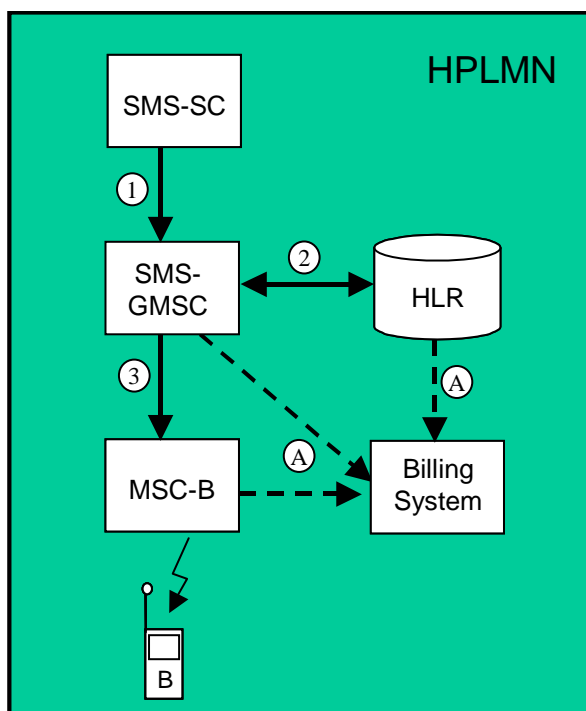 HPLMN
SMS-SC
1
SMS-
GMSC
2
HLR
3
A
A
MSC-B
Billing
System
B